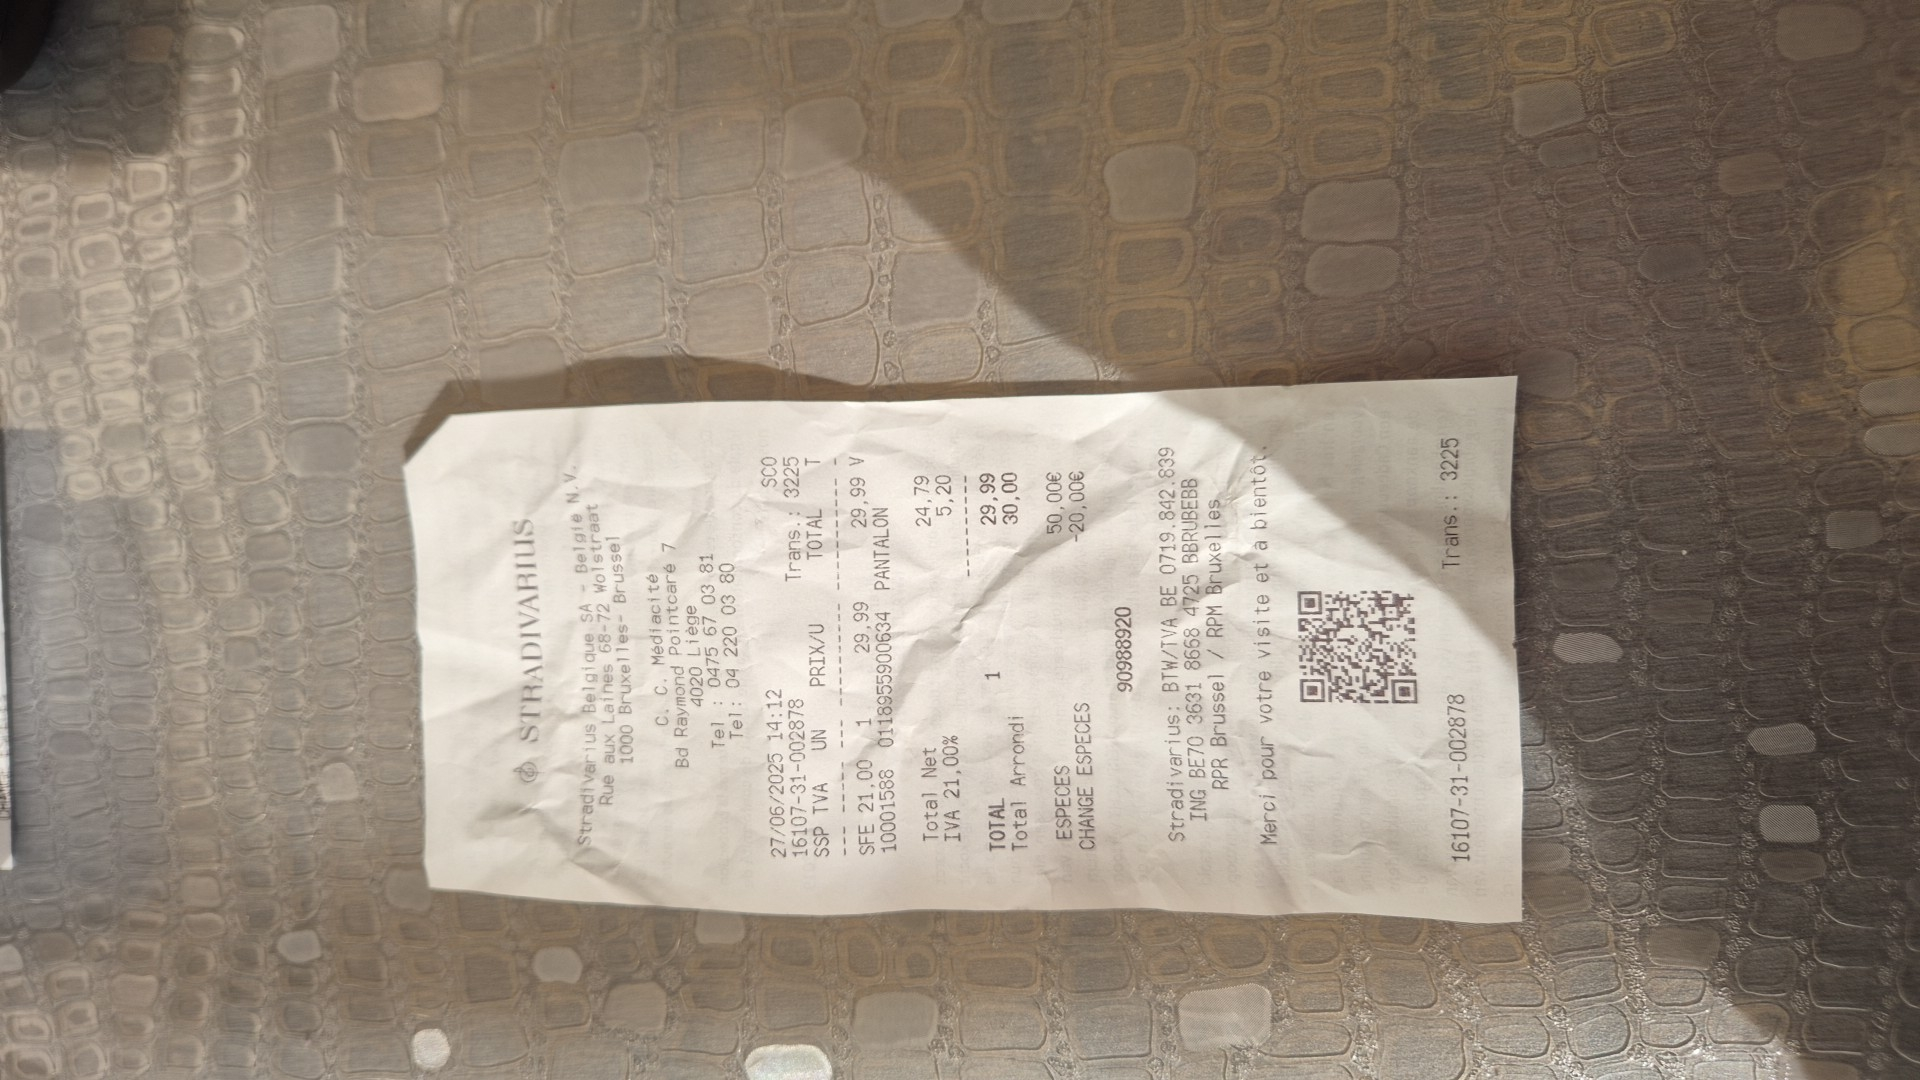 STRADIVARIUS
Stradivarius Belgique SA - Belgie N.V.
Rue aux Laines 68-72 Wolstraat
1000 Bruxelles- Brussel
C. C. Médiacité
Bd Raymond Pointcaré 7
4020 Liège
Tel : 0475 67 03 81
Tel: 04 220 03 80
27/06/2025 14:12 SCO
16107-31-002878 Trans.: 3225
SSP TVA UN PRIX/U TOTAL T
SFE 21,00 1 29,99 29,99 V
10001588 01189555900634 PANTALON
Total Net 24,79
IVA 21,00% 5,20
TOTAL 1 29,99
Total Arrondi 30,00
ESPECES 50,00€
CHANGE ESPECES -20,00€
90988920
Stradivarius: BTW/TVA BE 0719.842.839
ING BE70 3631 8658 4725 BBRUBEBB
RPR Brussel / RPM Bruxelles
Merci pour votre visite et à bientôt.
16107-31-002878 Trans.: 3225